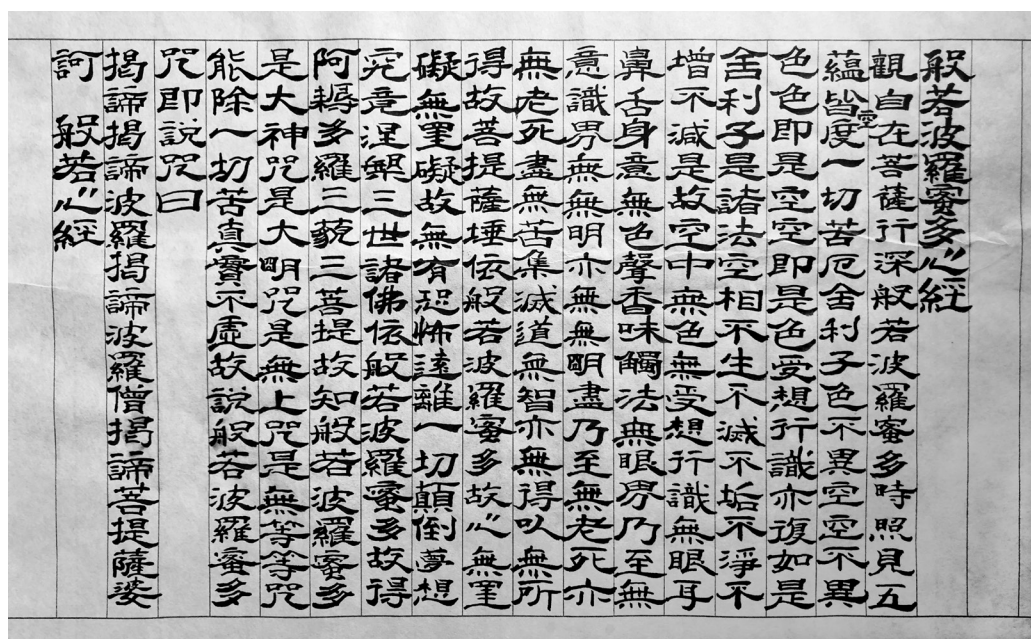 般若波羅蜜多心經
觀自在菩薩行深般若波羅蜜多時照見五
蘊皆空度一切苦厄舍利子色不異空空不異
色色即是空空即是色受想行識亦復如是
舍利子是諸法空相不生不滅不垢不淨不
增不減是故空中無色無受想行識無眼耳
鼻舌身意無色聲香味觸法無眼界乃至無
意識界無無明亦無無明盡乃至無老死亦
無老死盡無苦集滅道無智亦無得以無所
得故菩提薩埵依般若波羅蜜多故心無罣
礙無罣礙故無有恐怖遠離一切顛倒夢想
究竟涅槃三世諸佛依般若波羅蜜多故得
阿耨多羅三藐三菩提故知般若波羅蜜多
是大神咒是大明咒是無上咒是無等等咒
能除一切苦真實不虛故說般若波羅蜜多
咒即說咒曰
揭諦揭諦波羅揭諦波羅僧揭諦菩提薩婆
訶 般若心經